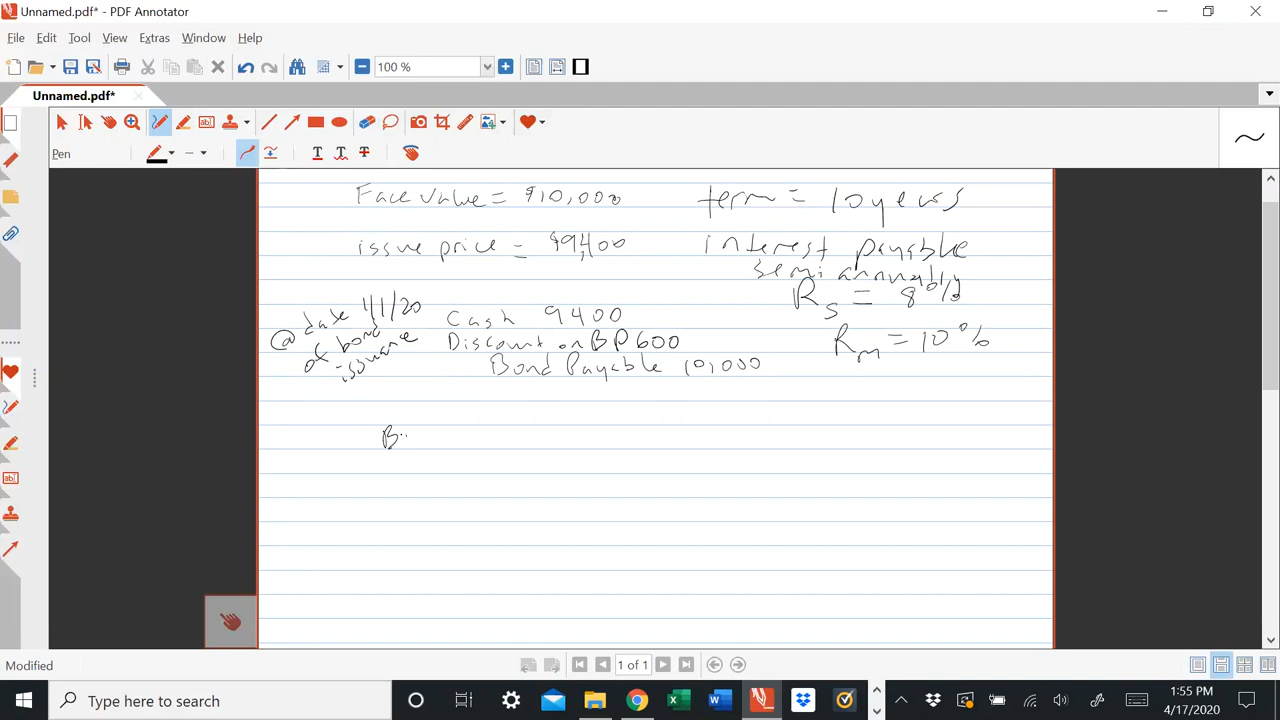 Unnamed.pdf* - PDF Annotator
File Edit Tool View Extras Window Help
100 %
Unnamed.pdf*
Pen
Face value = $10,000 term = 10 years
issue price = $9,400 interest payable
semi annually
Rs = 8%
@ date 1/1/20
of bond
issuance
Cash 9400
Discount on BP 600
Bond Payable 10,000
Rm = 10%
B
1 of 1
Modified
Type here to search
1:55 PM
4/17/2020